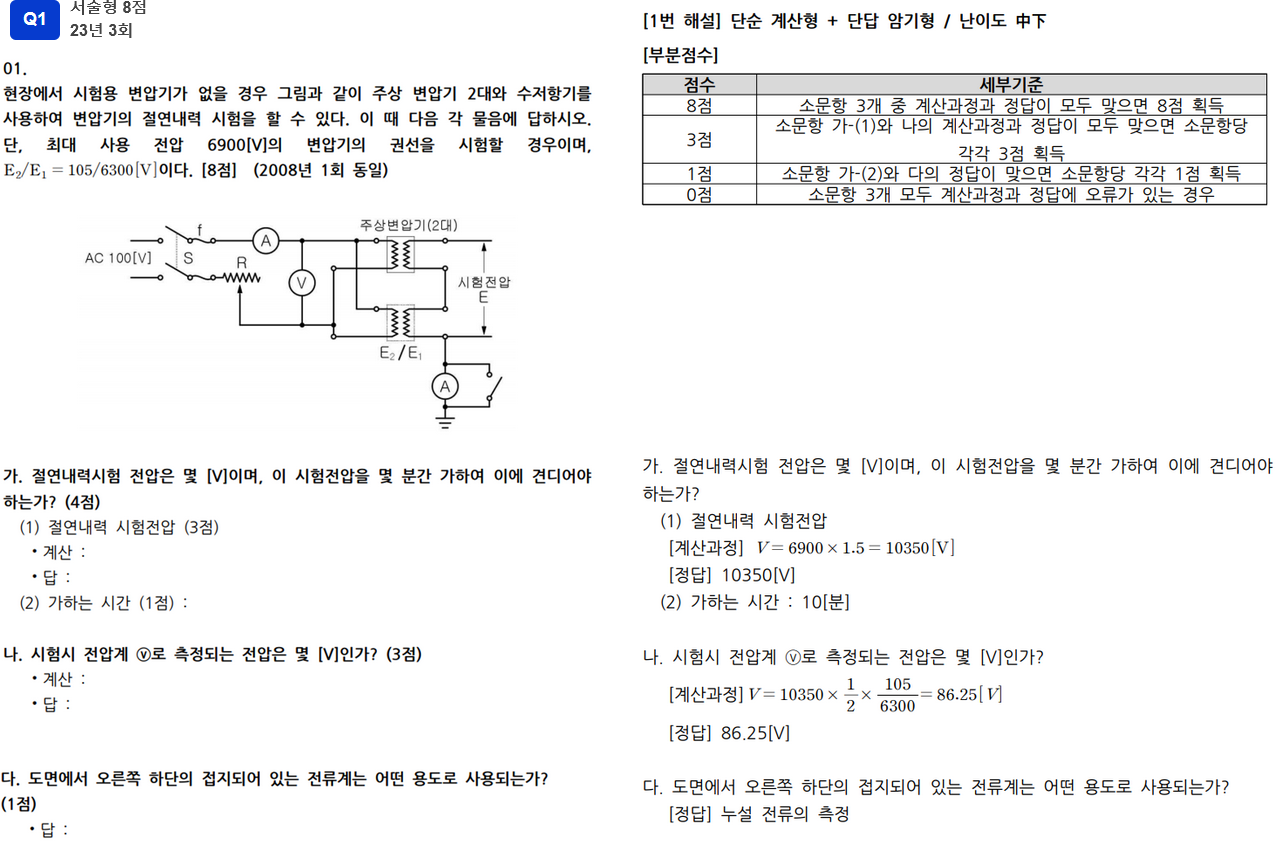 Q1
서술형 8점
23년 3회
01.
현장에서 시험용 변압기가 없을 경우 그림과 같이 주상 변압기 2대와 수저항기를
사용하여 변압기의 절연내력 시험을 할 수 있다. 이 때 다음 각 물음에 답하시오.
단, 최대 사용 전압 6900[V]의 변압기의 권선을 시험할 경우이며,
E₂/E₁ = 105/6300[V]이다. [8점] (2008년 1회 동일)
주상변압기(2대)
f
A
AC 100[V]
S
R
V
시험전압
E
E₂/E₁
A
가. 절연내력시험 전압은 몇 [V]이며, 이 시험전압을 몇 분간 가하여 이에 견디어야
하는가? (4점)
(1) 절연내력 시험전압 (3점)
• 계산 :
• 답 :
(2) 가하는 시간 (1점) :
나. 시험시 전압계 ⓥ로 측정되는 전압은 몇 [V]인가? (3점)
• 계산 :
• 답 :
다. 도면에서 오른쪽 하단의 접지되어 있는 전류계는 어떤 용도로 사용되는가?
(1점)
• 답 :
[1번 해설] 단순 계산형 + 단답 암기형 / 난이도 中下
[부분점수]
점수 세부기준
8점 소문항 3개 중 계산과정과 정답이 모두 맞으면 8점 획득
3점 소문항 가-(1)와 나의 계산과정과 정답이 모두 맞으면 소문항당
각각 3점 획득
1점 소문항 가-(2)와 다의 정답이 맞으면 소문항당 각각 1점 획득
0점 소문항 3개 모두 계산과정과 정답에 오류가 있는 경우
가. 절연내력시험 전압은 몇 [V]이며, 이 시험전압을 몇 분간 가하여 이에 견디어야
하는가?
(1) 절연내력 시험전압
[계산과정] V = 6900 × 1.5 = 10350[V]
[정답] 10350[V]
(2) 가하는 시간 : 10[분]
나. 시험시 전압계 ⓥ로 측정되는 전압은 몇 [V]인가?
[계산과정] V = 10350 × 1/2 × 105/6300 = 86.25[V]
[정답] 86.25[V]
다. 도면에서 오른쪽 하단의 접지되어 있는 전류계는 어떤 용도로 사용되는가?
[정답] 누설 전류의 측정